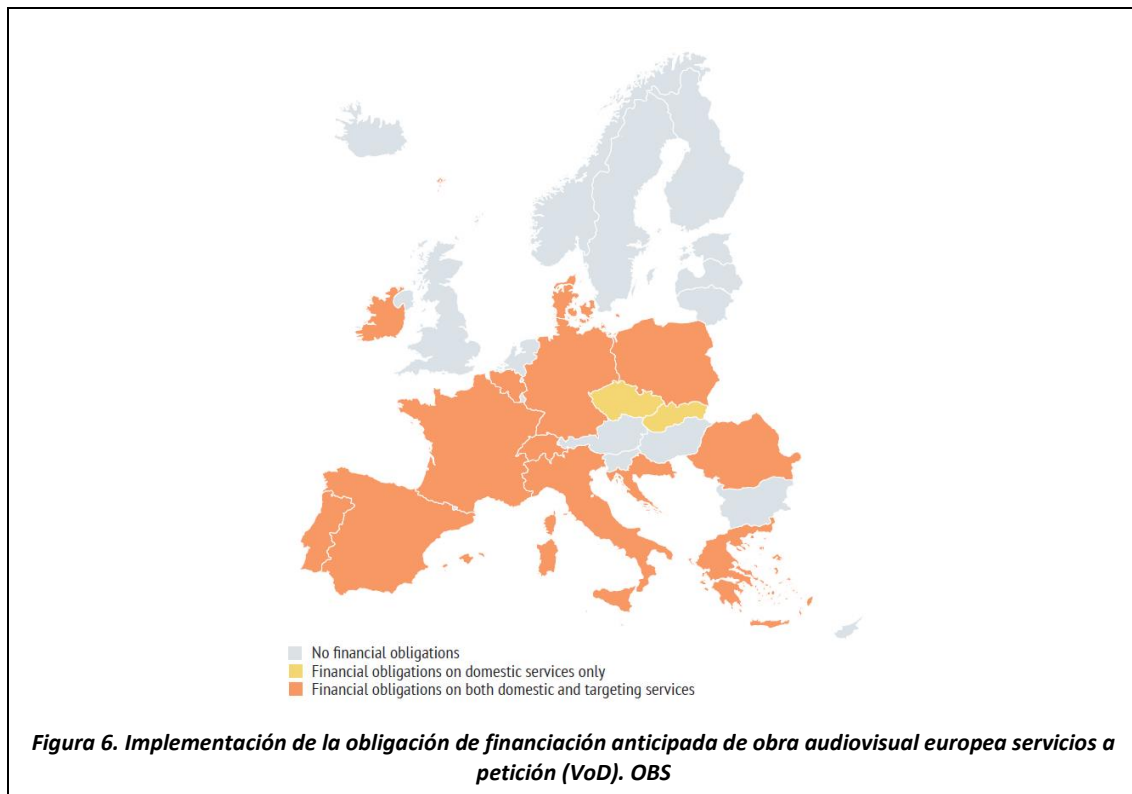 No financial obligations
Financial obligations on domestic services only
Financial obligations on both domestic and targeting services
Figura 6. Implementación de la obligación de financiación anticipada de obra audiovisual europea servicios a
petición (VoD). OBS